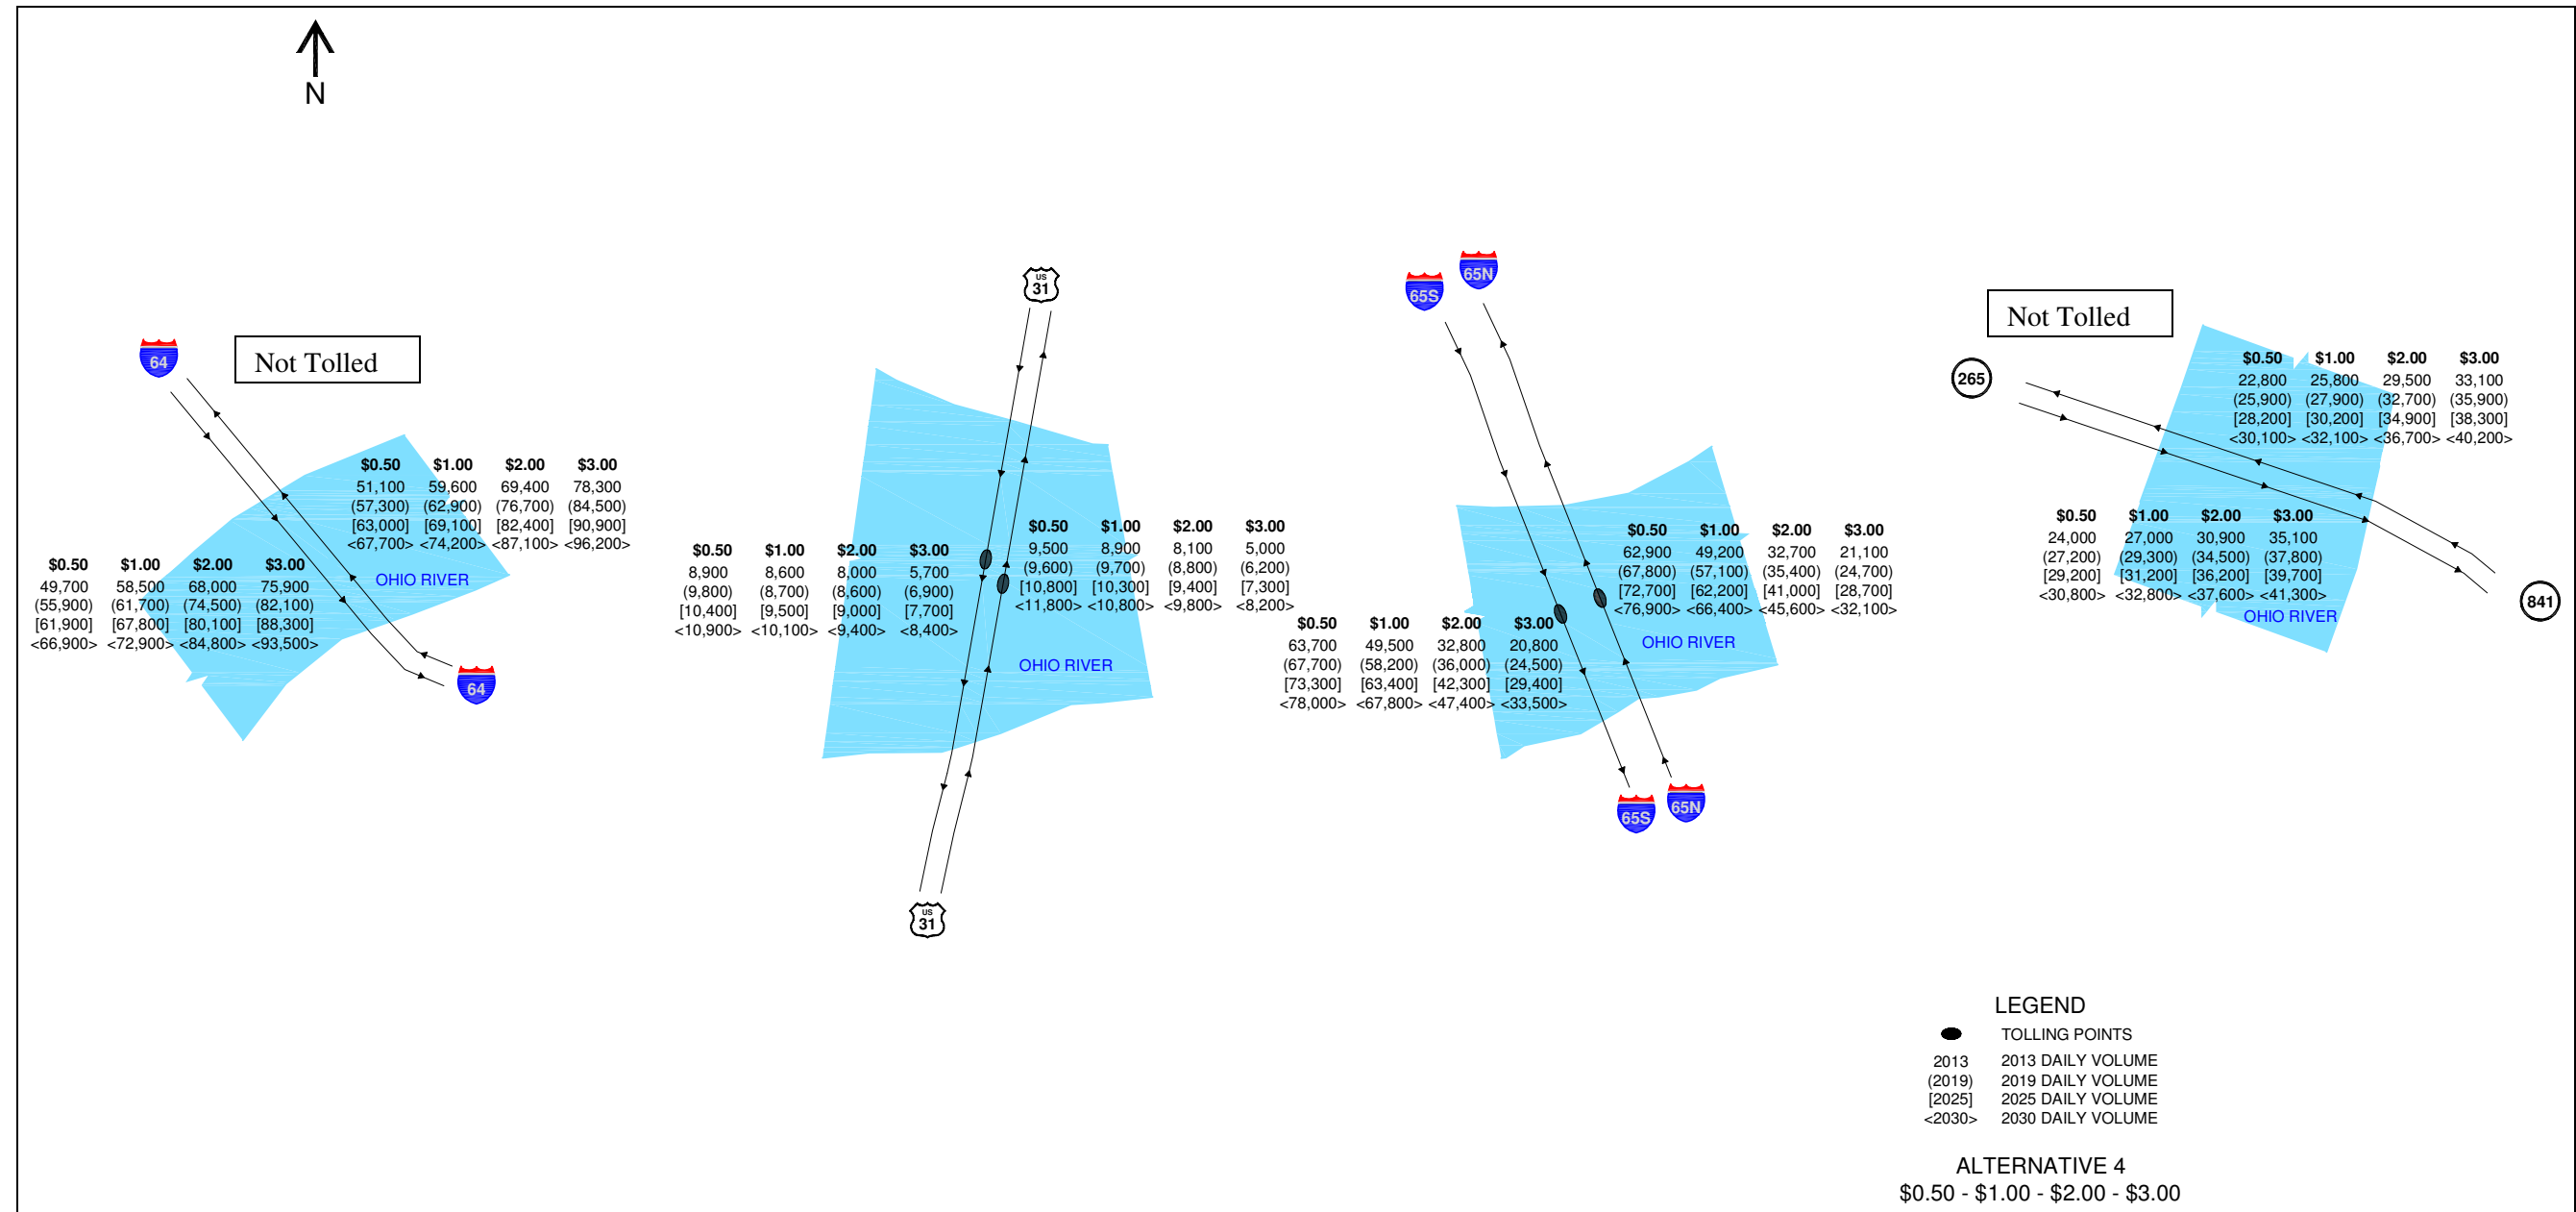 N
64
Not Tolled
$0.50 $1.00 $2.00 $3.00
51,100 59,600 69,400 78,300
(57,300) (62,900) (76,700) (84,500)
[63,000] [69,100] [82,400] [90,900]
<67,700> <74,200> <87,100> <96,200>
$0.50 $1.00 $2.00 $3.00
49,700 58,500 68,000 75,900
(55,900) (61,700) (74,500) (82,100)
[61,900] [67,800] [80,100] [88,300]
<66,900> <72,900> <84,800> <93,500>
OHIO RIVER
64
US
31
$0.50 $1.00 $2.00 $3.00
8,900 8,600 8,000 5,700
(9,800) (8,700) (8,600) (6,900)
[10,400] [9,500] [9,000] [7,700]
<10,900> <10,100> <9,400> <8,400>
$0.50 $1.00 $2.00 $3.00
9,500 8,900 8,100 5,000
(9,600) (9,700) (8,800) (6,200)
[10,800] [10,300] [9,400] [7,300]
<11,800> <10,800> <9,800> <8,200>
OHIO RIVER
US
31
65S
65N
$0.50 $1.00 $2.00 $3.00
62,900 49,200 32,700 21,100
(67,800) (57,100) (35,400) (24,700)
[72,700] [62,200] [41,000] [28,700]
<76,900> <66,400> <45,600> <32,100>
$0.50 $1.00 $2.00 $3.00
63,700 49,500 32,800 20,800
(67,700) (58,200) (36,000) (24,500)
[73,300] [63,400] [42,300] [29,400]
<78,000> <67,800> <47,400> <33,500>
OHIO RIVER
65S
65N
Not Tolled
265
$0.50 $1.00 $2.00 $3.00
22,800 25,800 29,500 33,100
(25,900) (27,900) (32,700) (35,900)
[28,200] [30,200] [34,900] [38,300]
<30,100> <32,100> <36,700> <40,200>
$0.50 $1.00 $2.00 $3.00
24,000 27,000 30,900 35,100
(27,200) (29,300) (34,500) (37,800)
[29,200] [31,200] [36,200] [39,700]
<30,800> <32,800> <37,600> <41,300>
OHIO RIVER
841
LEGEND
TOLLING POINTS
2013 2013 DAILY VOLUME
(2019) 2019 DAILY VOLUME
[2025] 2025 DAILY VOLUME
<2030> 2030 DAILY VOLUME
ALTERNATIVE 4
$0.50 - $1.00 - $2.00 - $3.00